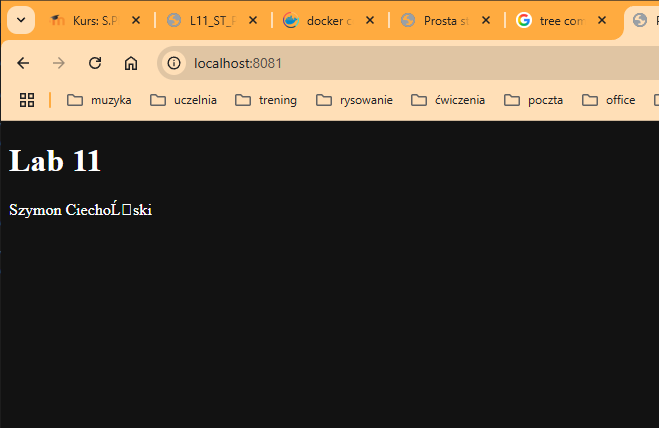 Kurs: S.P
L11_ST_F
docker c
Prosta st
tree com
localhost:8081
muzyka
uczelnia
trening
rysowanie
ćwiczenia
poczta
office
Lab 11
Szymon CiechoĹ□ski